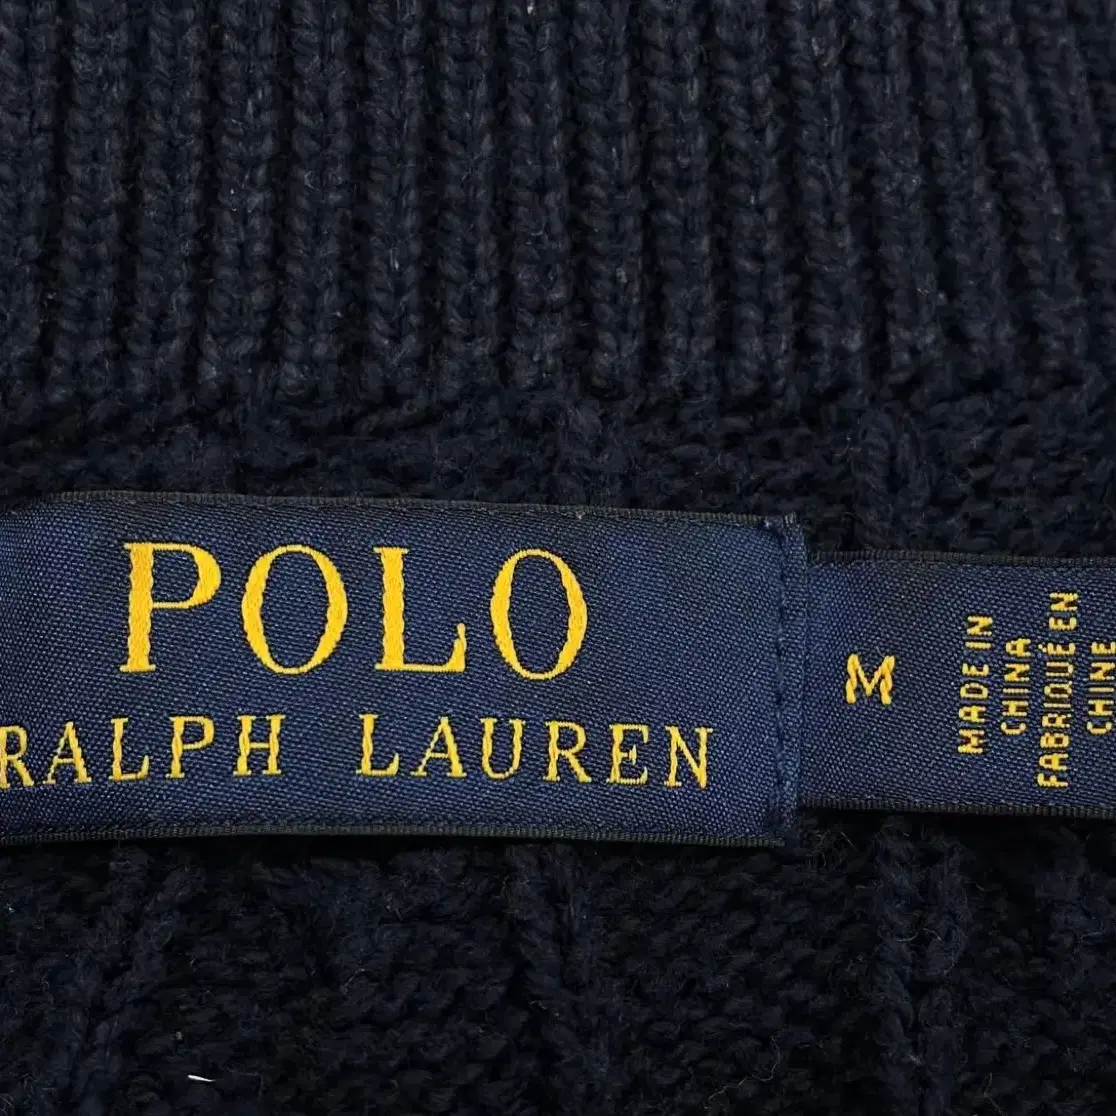 POLO
RALPH LAUREN
M
MADE IN
CHINA
FABRIQUÉ EN
CHINE